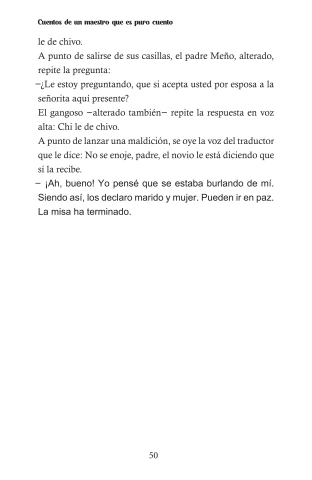 Cuentos de un maestro que es puro cuento
le de chivo.
A punto de salirse de sus casillas, el padre Meño, alterado,
repite la pregunta:
–¿Le estoy preguntando, que si acepta usted por esposa a la
señorita aquí presente?
El gangoso –alterado también– repite la respuesta en voz
alta: Chi le de chivo.
A punto de lanzar una maldición, se oye la voz del traductor
que le dice: No se enoje, padre, el novio le está diciendo que
sí la recibe.
– ¡Ah, bueno! Yo pensé que se estaba burlando de mí.
Siendo así, los declaro marido y mujer. Pueden ir en paz.
La misa ha terminado.
50